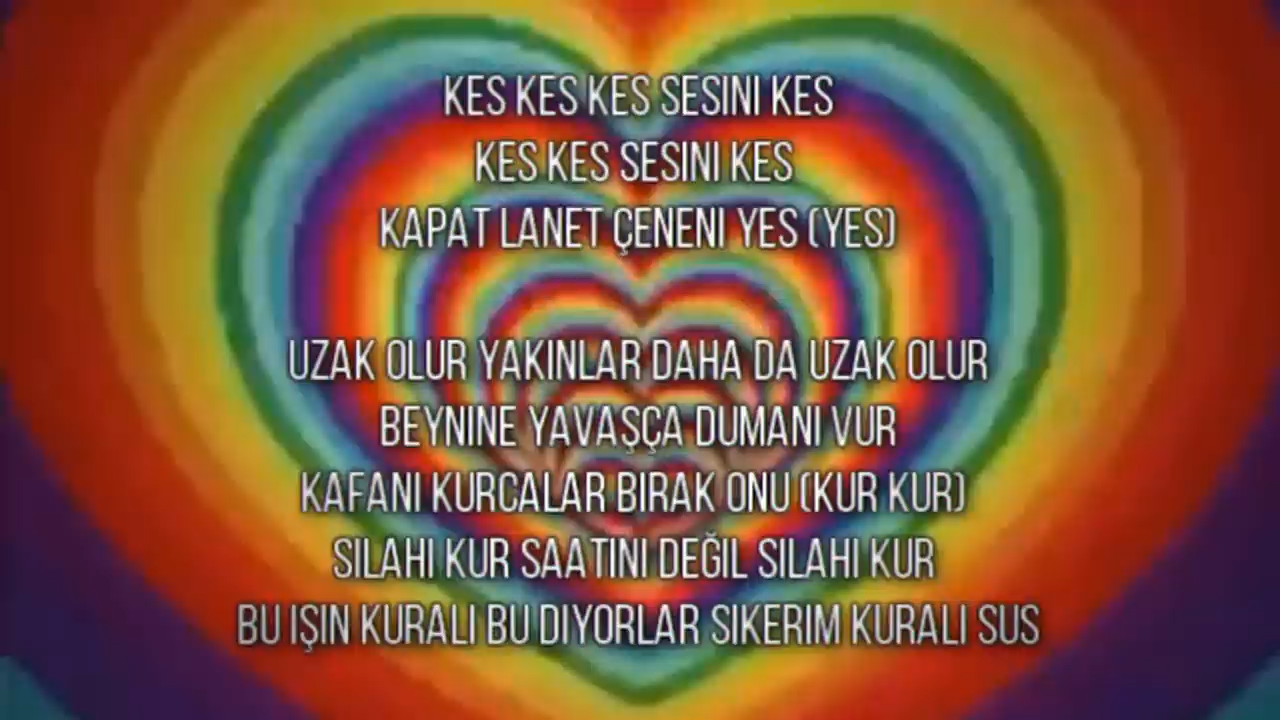 KES KES KES SESINI KES
KES KES SESINI KES
KAPAT LANET ÇENENI YES (YES)
UZAK OLUR YAKINLAR DAHA DA UZAK OLUR
BEYNINE YAVAŞÇA DUMANI VUR
KAFANI KURCALAR BIRAK ONU (KUR KUR)
SILAHI KUR SAATINI DEĞIL SILAHI KUR
BU IŞIN KURALI BU DIYORLAR SIKERIM KURALI SUS